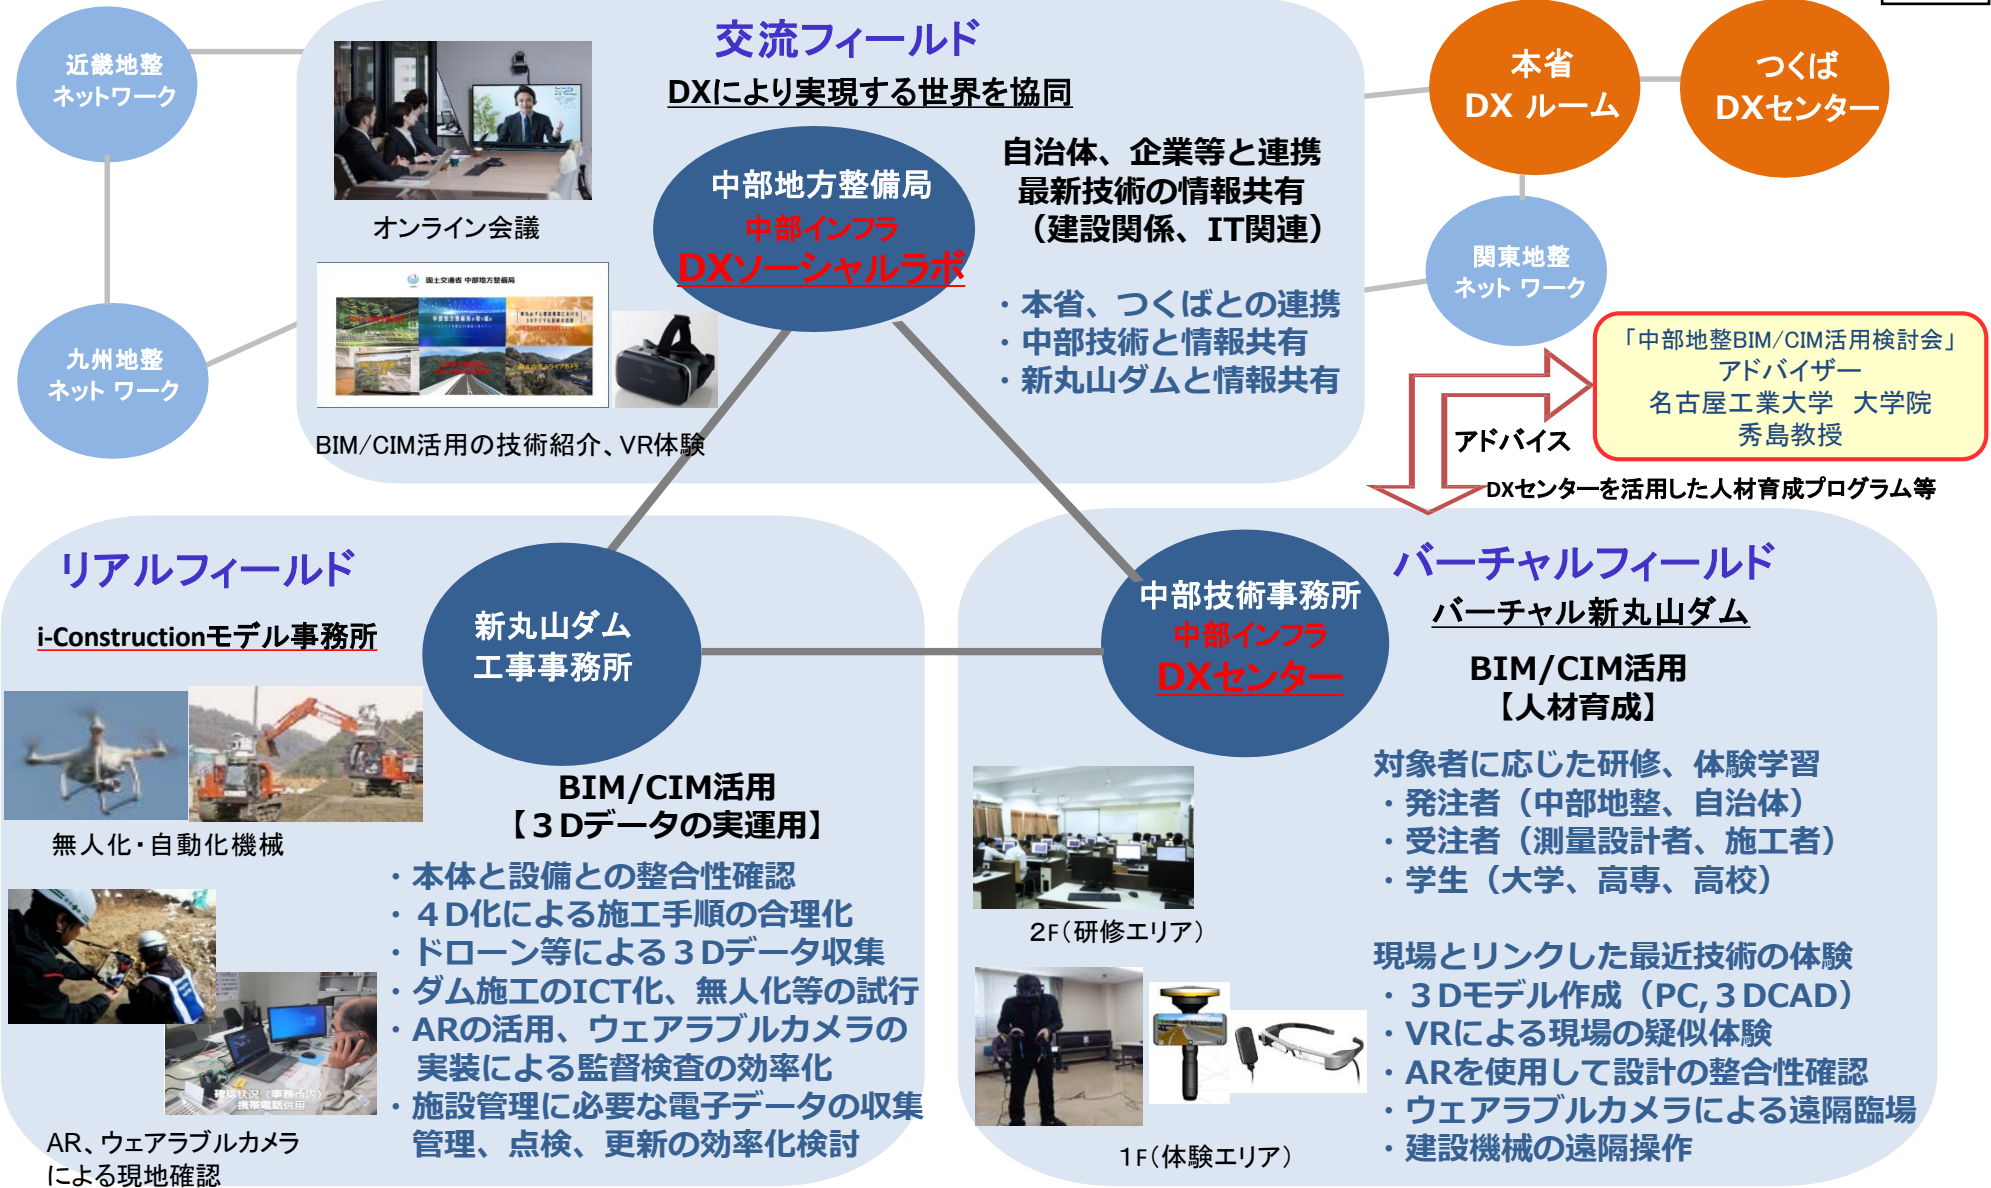 近畿地整
ネットワーク
九州地整
ネット ワーク
交流フィールド
DXにより実現する世界を協同
オンライン会議
国土交通省 中部地方整備局
BIM/CIM活用の技術紹介、VR体験
中部地方整備局
中部インフラ
DXソーシャルラボ
自治体、企業等と連携
最新技術の情報共有
（建設関係、IT関連）
・本省、つくばとの連携
・中部技術と情報共有
・新丸山ダムと情報共有
本省
DX ルーム
つくば
DXセンター
関東地整
ネット ワーク
「中部地整BIM/CIM活用検討会」
アドバイザー
名古屋工業大学　大学院
秀島教授
アドバイス
DXセンターを活用した人材育成プログラム等
リアルフィールド
i-Constructionモデル事務所
無人化・自動化機械
確認状況（事務所内）
携帯電話併用
AR、ウェアラブルカメラ
による現地確認
新丸山ダム
工事事務所
BIM/CIM活用
【３Dデータの実運用】
・本体と設備との整合性確認
・４D化による施工手順の合理化
・ドローン等による３Dデータ収集
・ダム施工のICT化、無人化等の試行
・ARの活用、ウェアラブルカメラの
実装による監督検査の効率化
・施設管理に必要な電子データの収集
管理、点検、更新の効率化検討
中部技術事務所
中部インフラ
DXセンター
2F（研修エリア）
1F（体験エリア）
バーチャルフィールド
バーチャル新丸山ダム
BIM/CIM活用
【人材育成】
対象者に応じた研修、体験学習
・発注者（中部地整、自治体）
・受注者（測量設計者、施工者）
・学生（大学、高専、高校）
現場とリンクした最近技術の体験
・３Dモデル作成（PC,３DCAD）
・VRによる現場の疑似体験
・ARを使用して設計の整合性確認
・ウェアラブルカメラによる遠隔臨場
・建設機械の遠隔操作